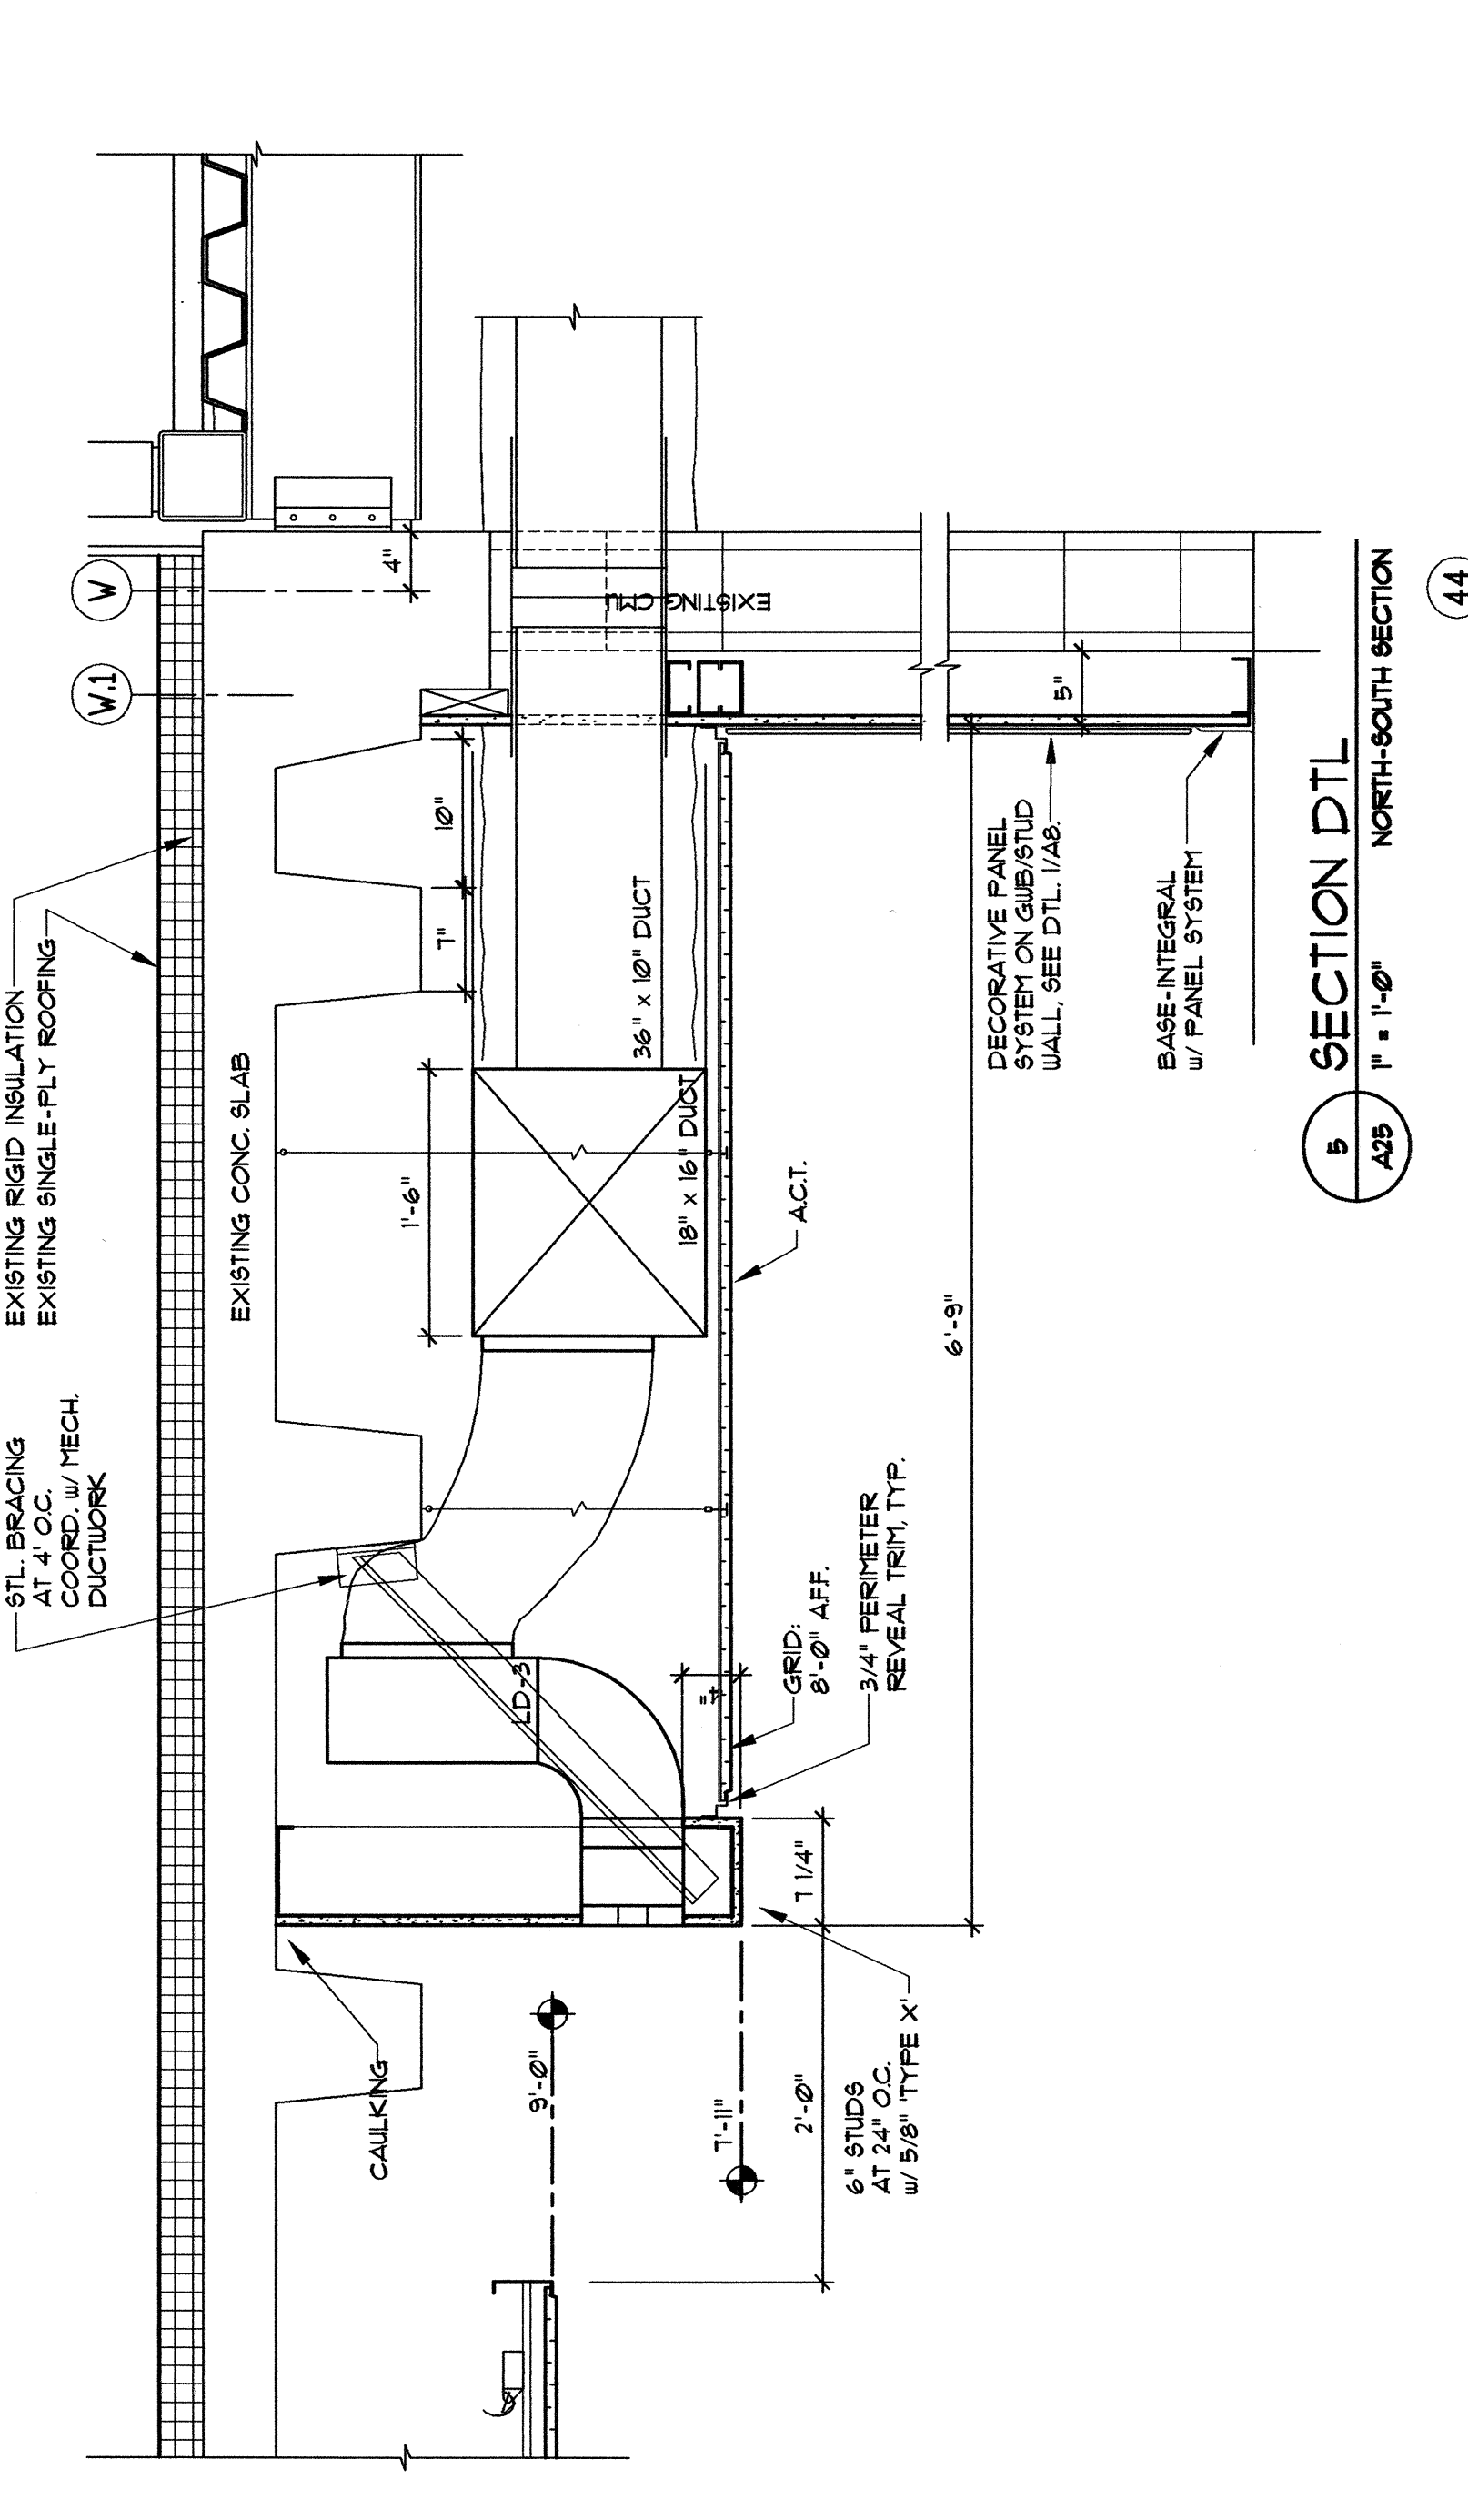 EXISTING RIGID INSULATION
EXISTING SINGLE-PLY ROOFING
STL. BRACING
AT 4' O.C.
COORD. w/ MECH.
DUCTWORK
W.1
W
EXISTING CONC. SLAB
4"
10"
7"
1'-6"
CAULKING
LD-3
18" x 16" DUCT
36" x 10" DUCT
EXISTING CMU
9'-0"
7'-11"
2'-0"
7 1/4"
GRID:
8'-0" A.F.F.
3/4" PERIMETER
REVEAL TRIM, TYP.
A.C.T.
6" STUDS
AT 24" O.C.
w/ 5/8" 'TYPE X'
6'-9"
5"
DECORATIVE PANEL
SYSTEM ON GWB/STUD
WALL, SEE DTL. 1/A8.
BASE-INTEGRAL
w/ PANEL SYSTEM
5
SECTION DTL
A25
1" = 1'-0"
NORTH-SOUTH SECTION
44